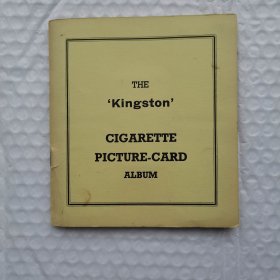 THE
‘Kingston’
CIGARETTE
PICTURE-CARD
ALBUM